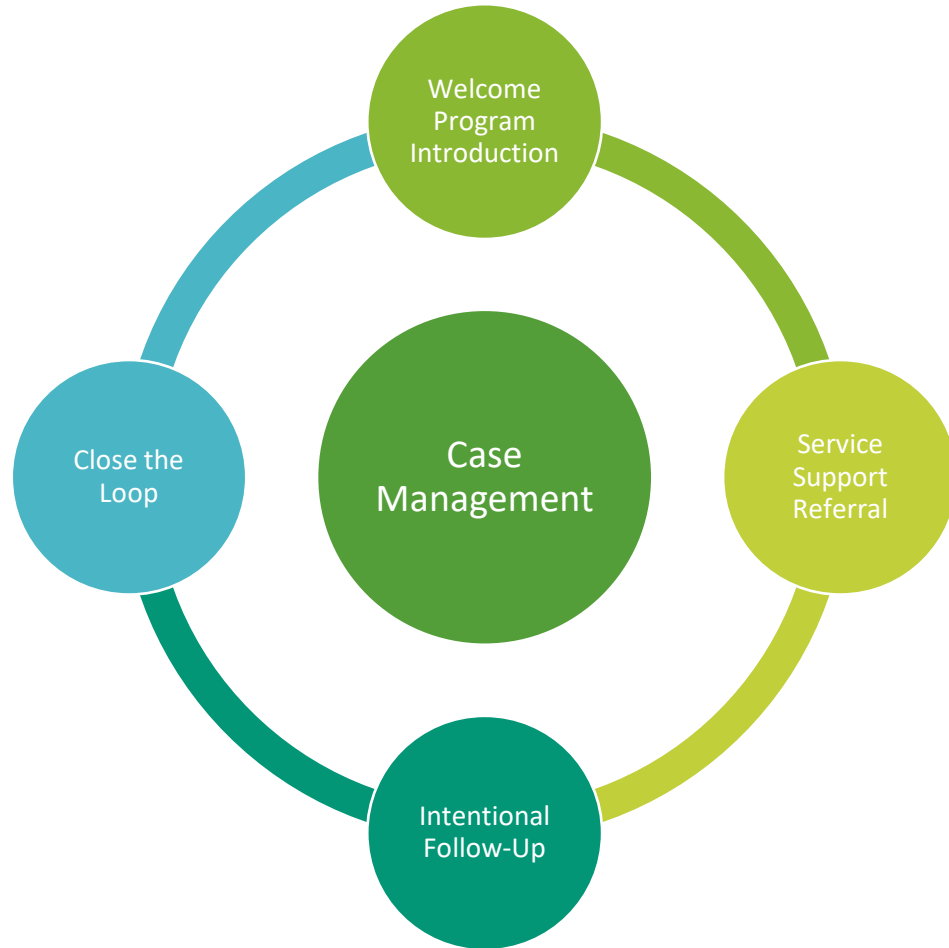 Welcome
Program
Introduction
Close the
Loop
Case
Management
Service
Support
Referral
Intentional
Follow-Up